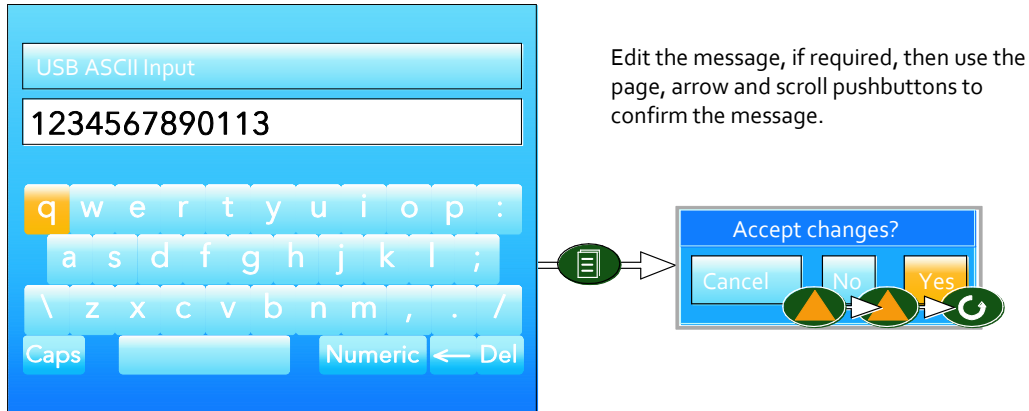 USB ASCII Input
1234567890113
q w e r t y u i o p :
a s d f g h j k l ;
\ z x c v b n m , . /
Caps Numeric ← Del
Edit the message, if required, then use the
page, arrow and scroll pushbuttons to
confirm the message.
Accept changes?
Cancel No Yes